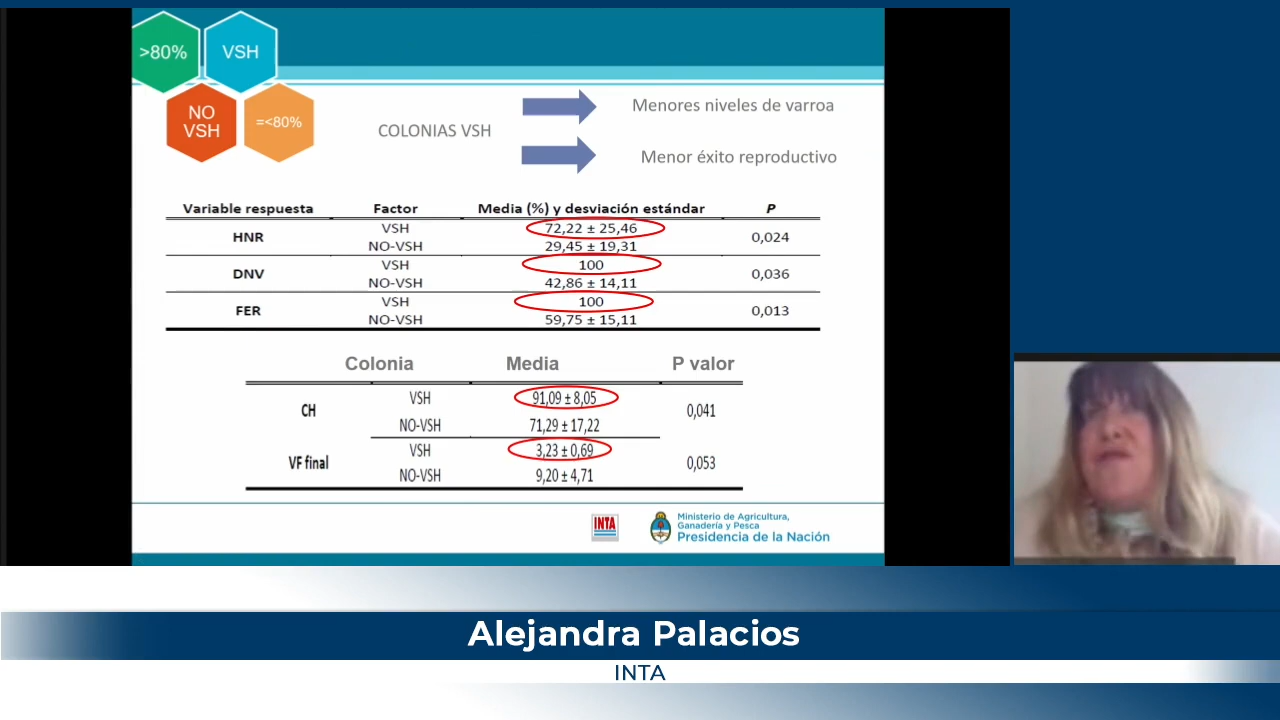 >80%
VSH
NO
VSH
=<80%
COLONIAS VSH
Menores niveles de varroa
Menor éxito reproductivo
Variable respuesta Factor Media (%) y desviación estándar P
HNR VSH 72,22 ± 25,46 0,024
NO-VSH 29,45 ± 19,31
DNV VSH 100 0,036
NO-VSH 42,86 ± 14,11
FER VSH 100 0,013
NO-VSH 59,75 ± 15,11
Colonia Media P valor
CH VSH 91,09 ± 8,05 0,041
NO-VSH 71,29 ± 17,22
VF final VSH 3,23 ± 0,69 0,053
NO-VSH 9,20 ± 4,71
INTA
Ministerio de Agricultura,
Ganadería y Pesca
Presidencia de la Nación
Alejandra Palacios
INTA